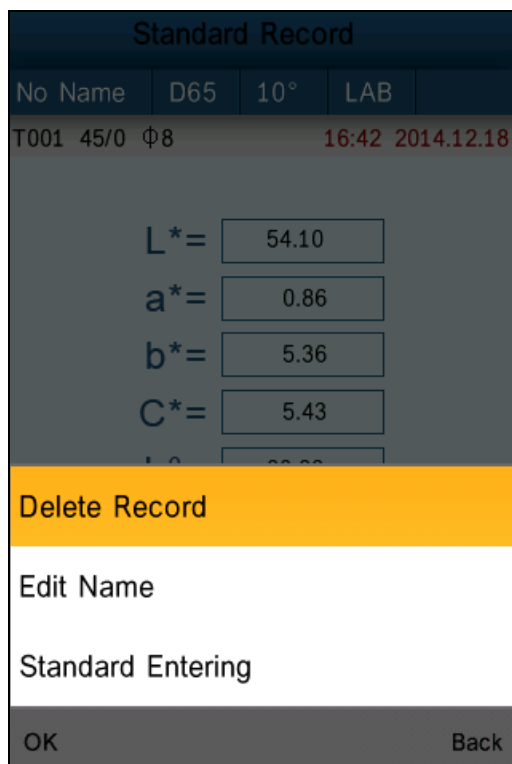 Standard Record
No Name D65 10° LAB
T001 45/0 Φ8 16:42 2014.12.18
L*= 54.10
a*= 0.86
b*= 5.36
C*= 5.43
Delete Record
Edit Name
Standard Entering
OK Back